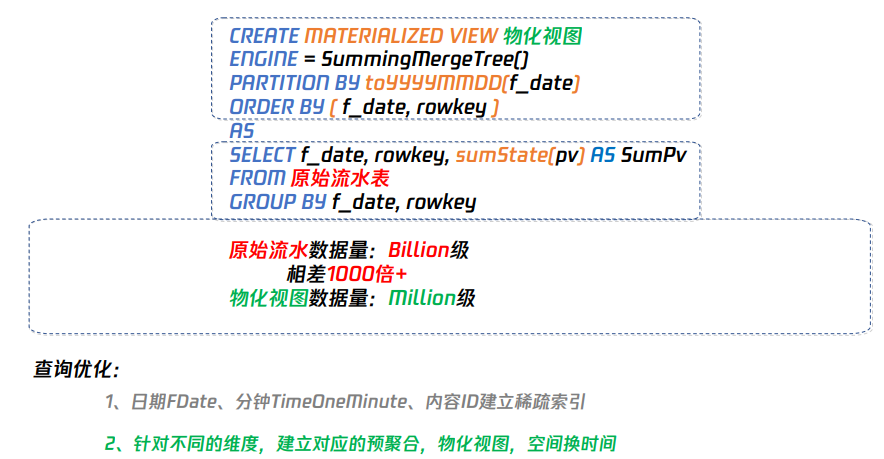 CREATE MATERIALIZED VIEW 物化视图
ENGINE = SummingMergeTree()
PARTITION BY toYYYYMMDD(f_date)
ORDER BY ( f_date, rowkey )
AS
SELECT f_date, rowkey, sumState(pv) AS SumPv
FROM 原始流水表
GROUP BY f_date, rowkey
原始流水数据量：Billion级
相差1000倍+
物化视图数据量：Million级
查询优化：
1、日期FDate、分钟TimeOneMinute、内容ID建立稀疏索引
2、针对不同的维度，建立对应的预聚合，物化视图，空间换时间